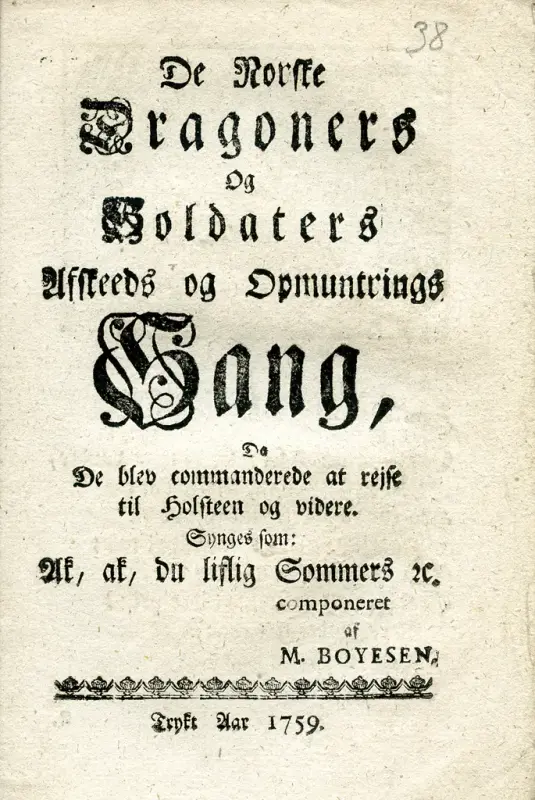 38
De Norske
Dragoners
Og
Soldaters
Afskeeds og Opmuntrings
Sang,
Da
De blev commanderede at rejse
til Holsteen og videre.
Synges som:
Ak, ak, du liflig Sommers ꝛc.
componeret
af
M. BOYESEN.
Trykt Aar 1759.